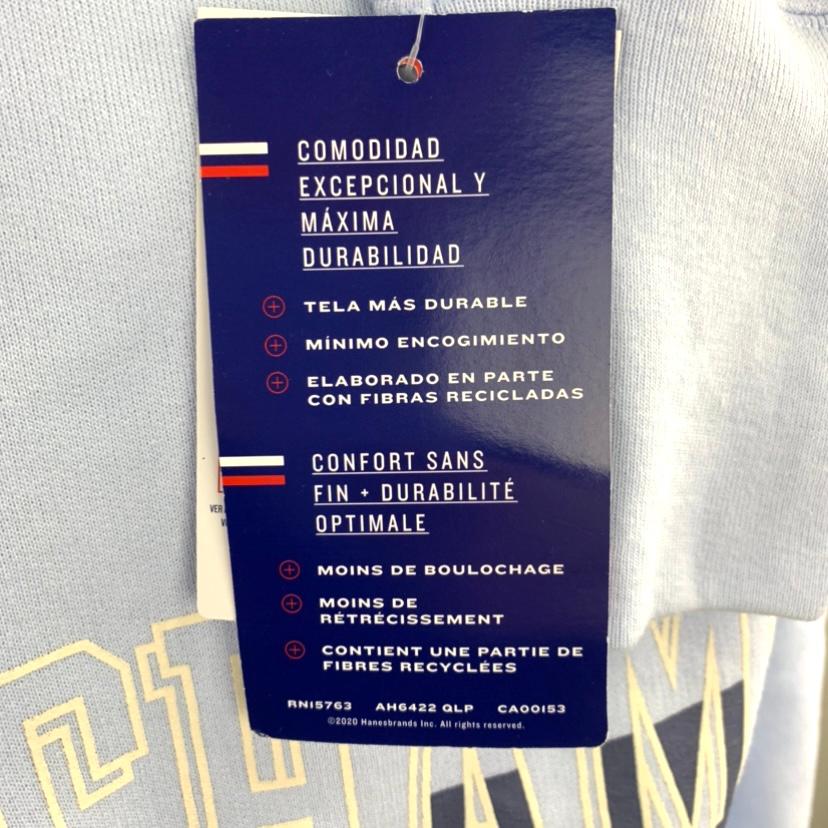 COMODIDAD
EXCEPCIONAL Y
MÁXIMA
DURABILIDAD
TELA MÁS DURABLE
MÍNIMO ENCOGIMIENTO
ELABORADO EN PARTE
CON FIBRAS RECICLADAS
CONFORT SANS
FIN + DURABILITÉ
OPTIMALE
MOINS DE BOULOCHAGE
MOINS DE
RÉTRÉCISSEMENT
CONTIENT UNE PARTIE DE
FIBRES RECYCLÉES
RN15763 AH6422 QLP CA00153
©2020 Hanesbrands Inc. All rights reserved.